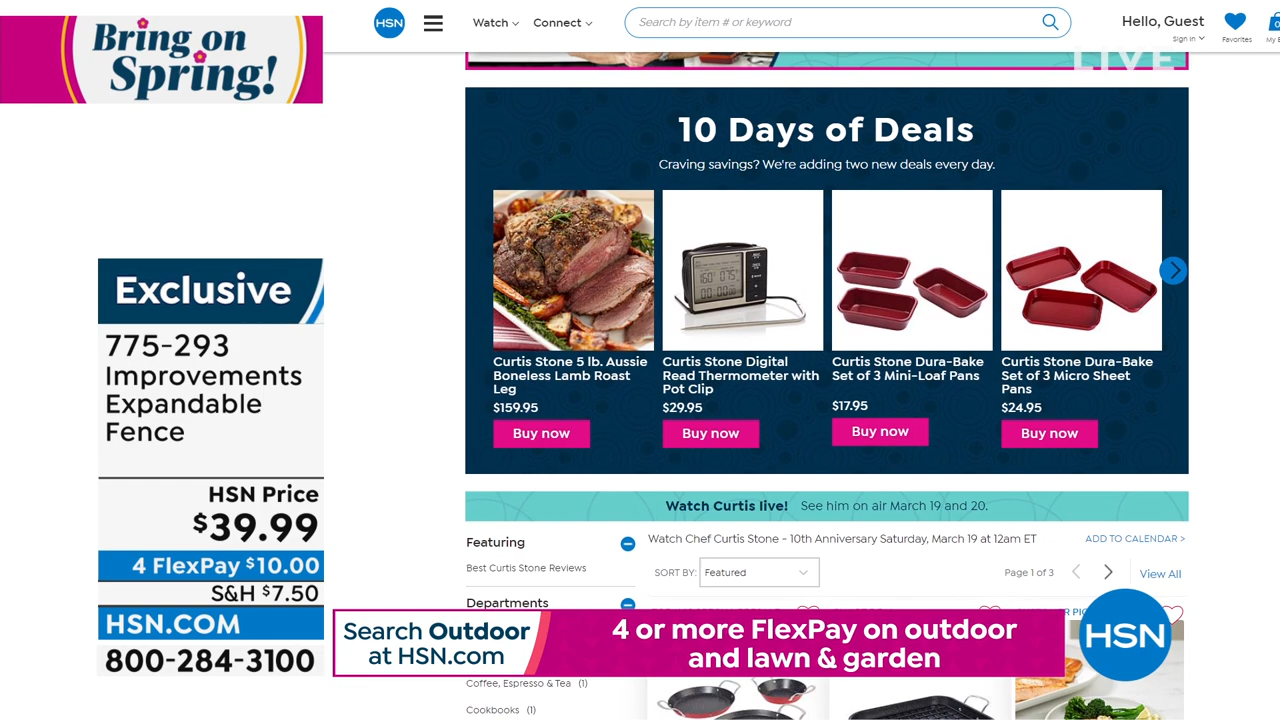 Bring on
Spring!
Exclusive
775-293
Improvements
Expandable
Fence
HSN Price
$39.99
4 FlexPay $10.00
S&H $7.50
HSN.COM
800-284-3100
HSN
Watch
Connect
Search by item # or keyword
Hello, Guest
Sign In
Favorites
LIVE
10 Days of Deals
Craving savings? We're adding two new deals every day.
Curtis Stone 5 lb. Aussie
Boneless Lamb Roast
Leg
$159.95
Buy now
Curtis Stone Digital
Read Thermometer with
Pot Clip
$29.95
Buy now
Curtis Stone Dura-Bake
Set of 3 Mini-Loaf Pans
$17.95
Buy now
Curtis Stone Dura-Bake
Set of 3 Micro Sheet
Pans
$24.95
Buy now
Watch Curtis live! See him on air March 19 and 20.
Featuring
Best Curtis Stone Reviews
Departments
Watch Chef Curtis Stone - 10th Anniversary Saturday, March 19 at 12am ET
ADD TO CALENDAR >
SORT BY: Featured
Page 1 of 3
View All
Search Outdoor
at HSN.com
4 or more FlexPay on outdoor
and lawn & garden
HSN
Coffee, Espresso & Tea (1)
Cookbooks (1)